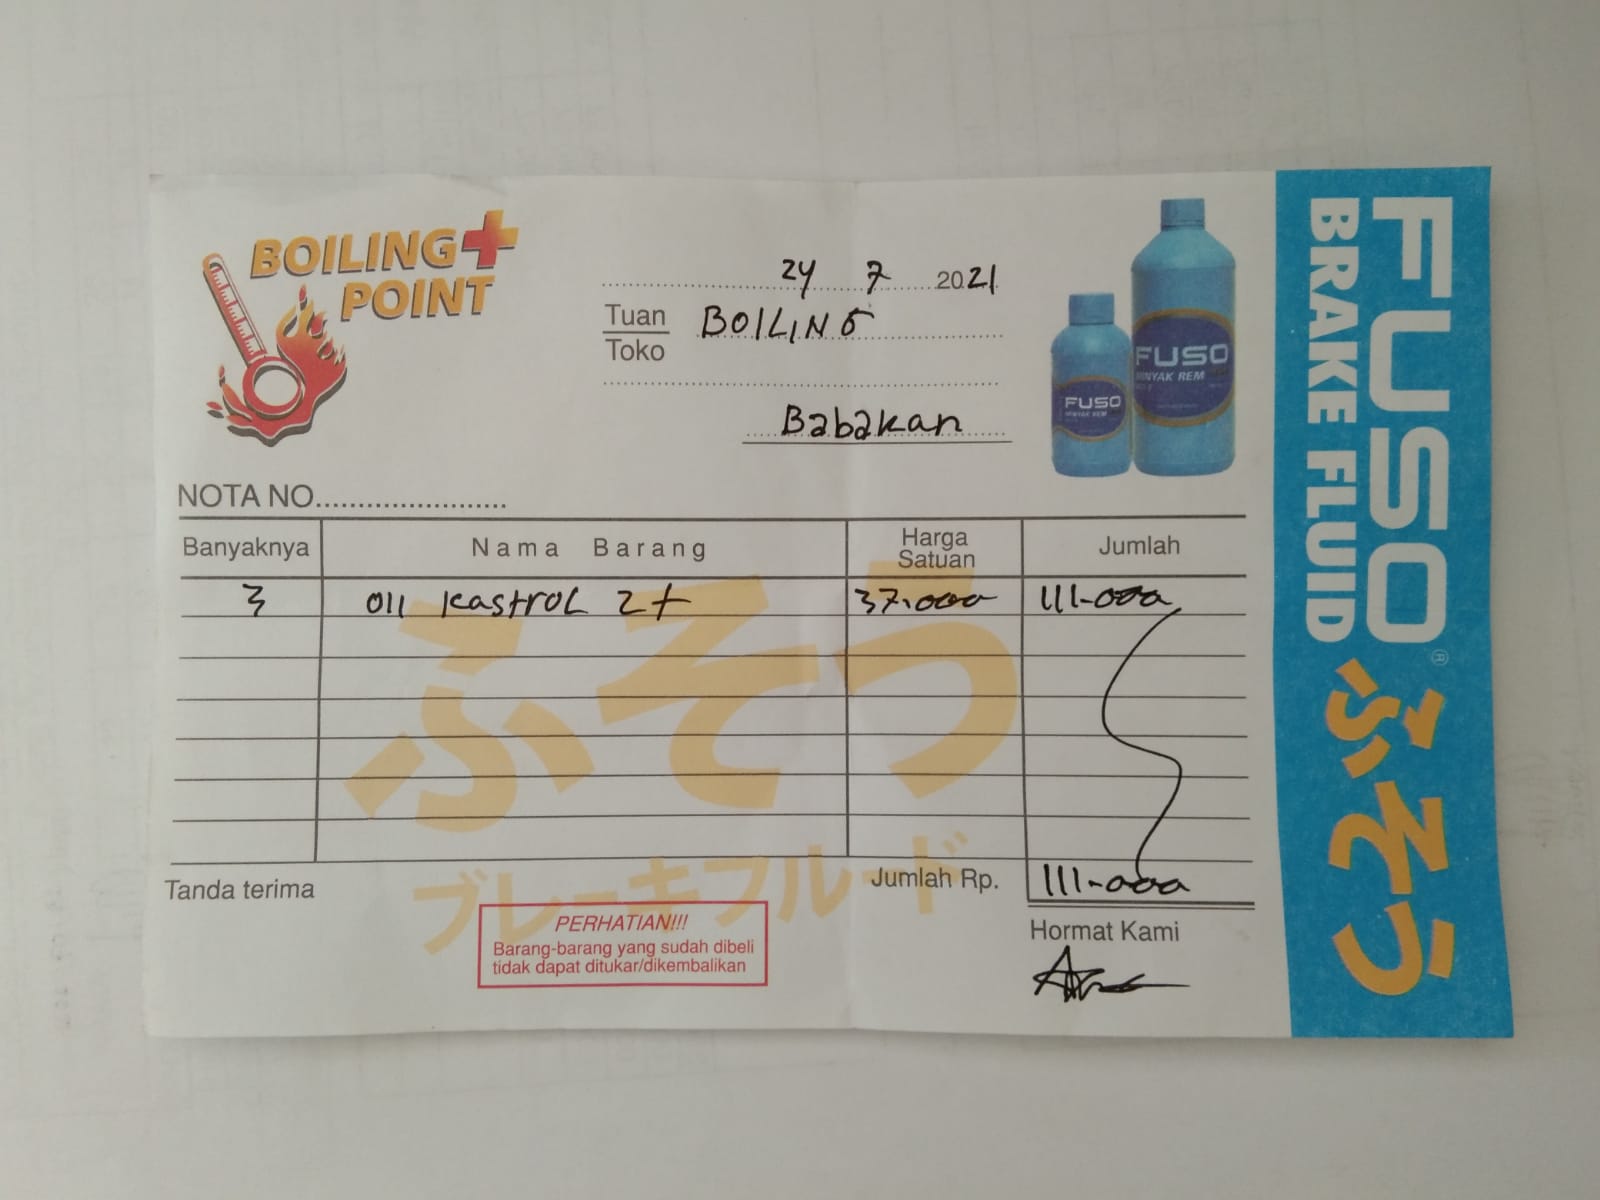 BOILING+
POINT
24 7 2021
Tuan
Toko
BOILING
Babakan
FUSO
MINYAK REM
FUSO
MINYAK REM
FUSO®
BRAKE FLUID
ふそう
NOTA NO.......................
Banyaknya Nama Barang Harga Satuan Jumlah
3 Oil Kastrol 2t 37.000 111.000
ふそう
ブレーキフルード
Jumlah Rp. 111.000
Tanda terima
PERHATIAN!!!
Barang-barang yang sudah dibeli
tidak dapat ditukar/dikembalikan
Hormat Kami